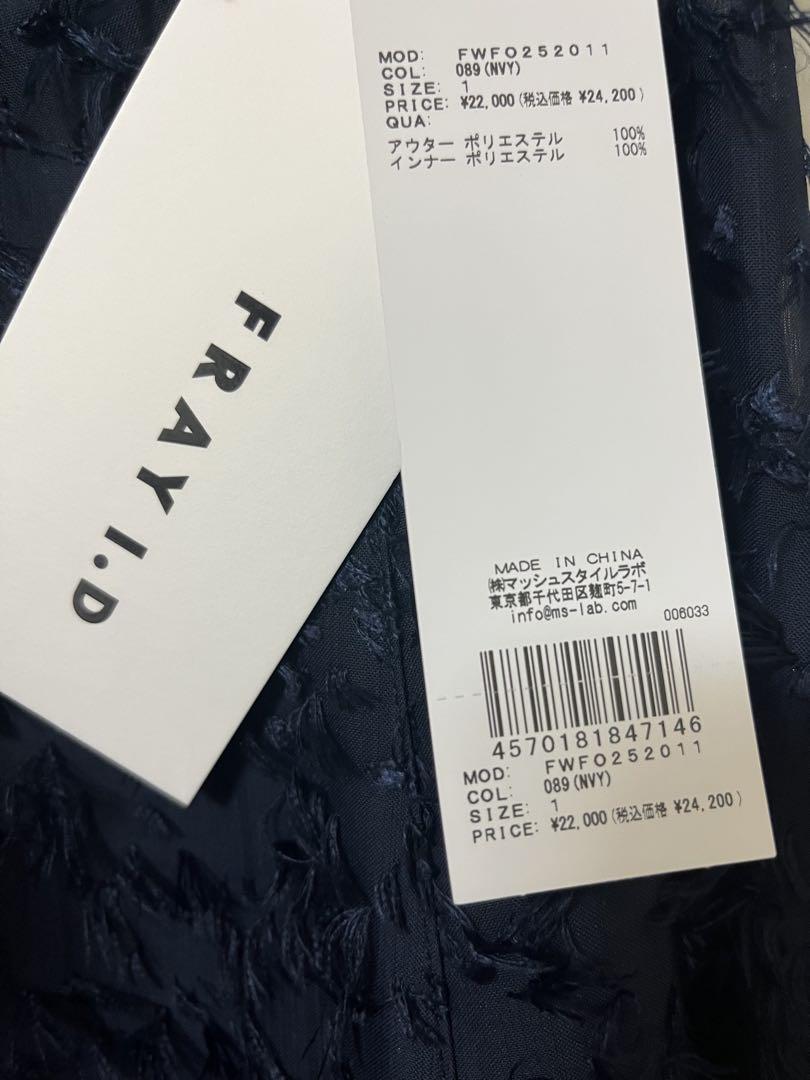 FRAY I.D
MOD: FWFO252011
COL: 089(NVY)
SIZE: 1
PRICE: ¥22,000(税込価格 ¥24,200)
QUA:
アウター ポリエステル 100%
インナー ポリエステル 100%
MADE IN CHINA
㈱マッシュスタイルラボ
東京都千代田区麹町5-7-1
info@ms-lab.com
006033
4570181847146
MOD: FWFO252011
COL: 089(NVY)
SIZE: 1
PRICE: ¥22,000(税込価格 ¥24,200)